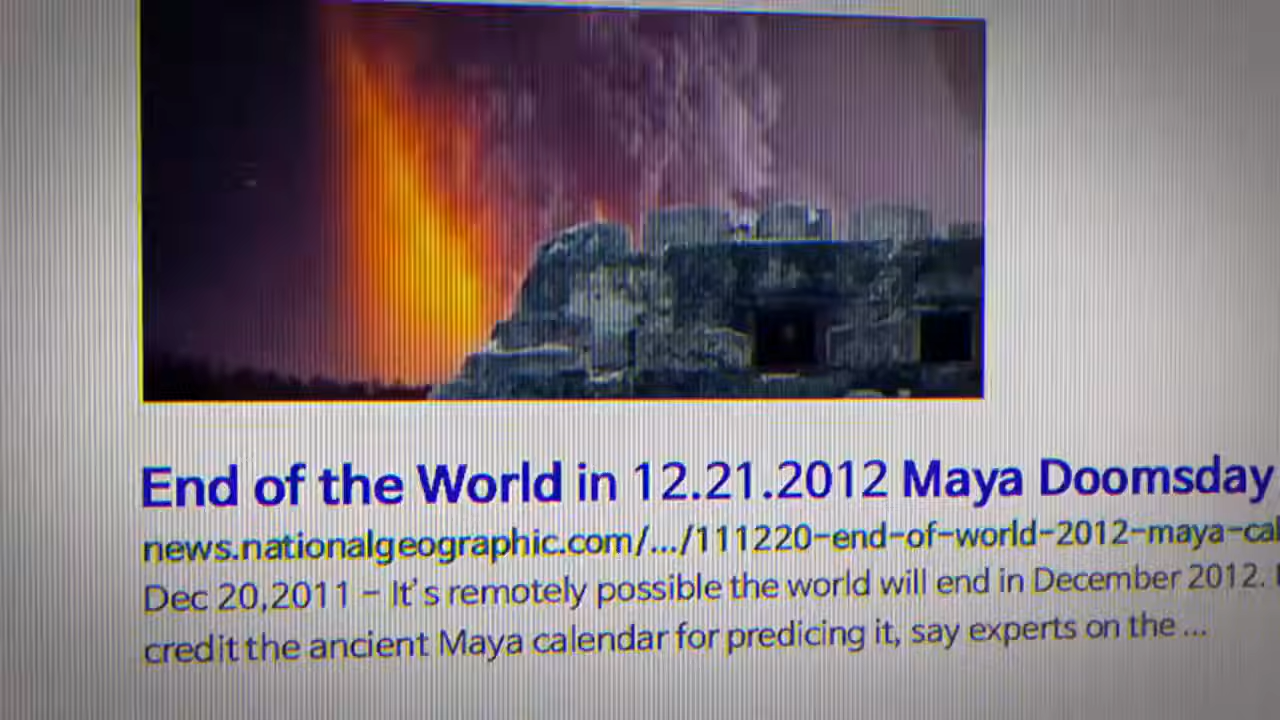 End of the World in 12.21.2012 Maya Doomsday
news.nationalgeographic.com/.../111220-end-of-world-2012-maya-cal
Dec 20,2011 - It's remotely possible the world will end in December 2012.
credit the ancient Maya calendar for predicing it, say experts on the ...